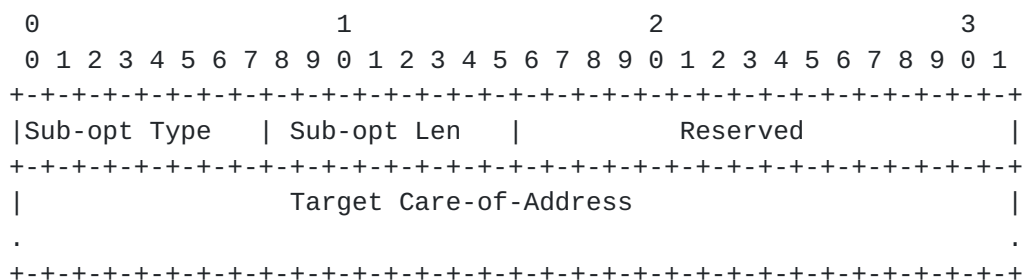 0                   1                   2                   3
 0 1 2 3 4 5 6 7 8 9 0 1 2 3 4 5 6 7 8 9 0 1 2 3 4 5 6 7 8 9 0 1
+-+-+-+-+-+-+-+-+-+-+-+-+-+-+-+-+-+-+-+-+-+-+-+-+-+-+-+-+-+-+-+-+
|Sub-opt Type   | Sub-opt Len   |          Reserved             |
+-+-+-+-+-+-+-+-+-+-+-+-+-+-+-+-+-+-+-+-+-+-+-+-+-+-+-+-+-+-+-+-+
|                 Target Care-of-Address                        |
.                                                               .
+-+-+-+-+-+-+-+-+-+-+-+-+-+-+-+-+-+-+-+-+-+-+-+-+-+-+-+-+-+-+-+-+